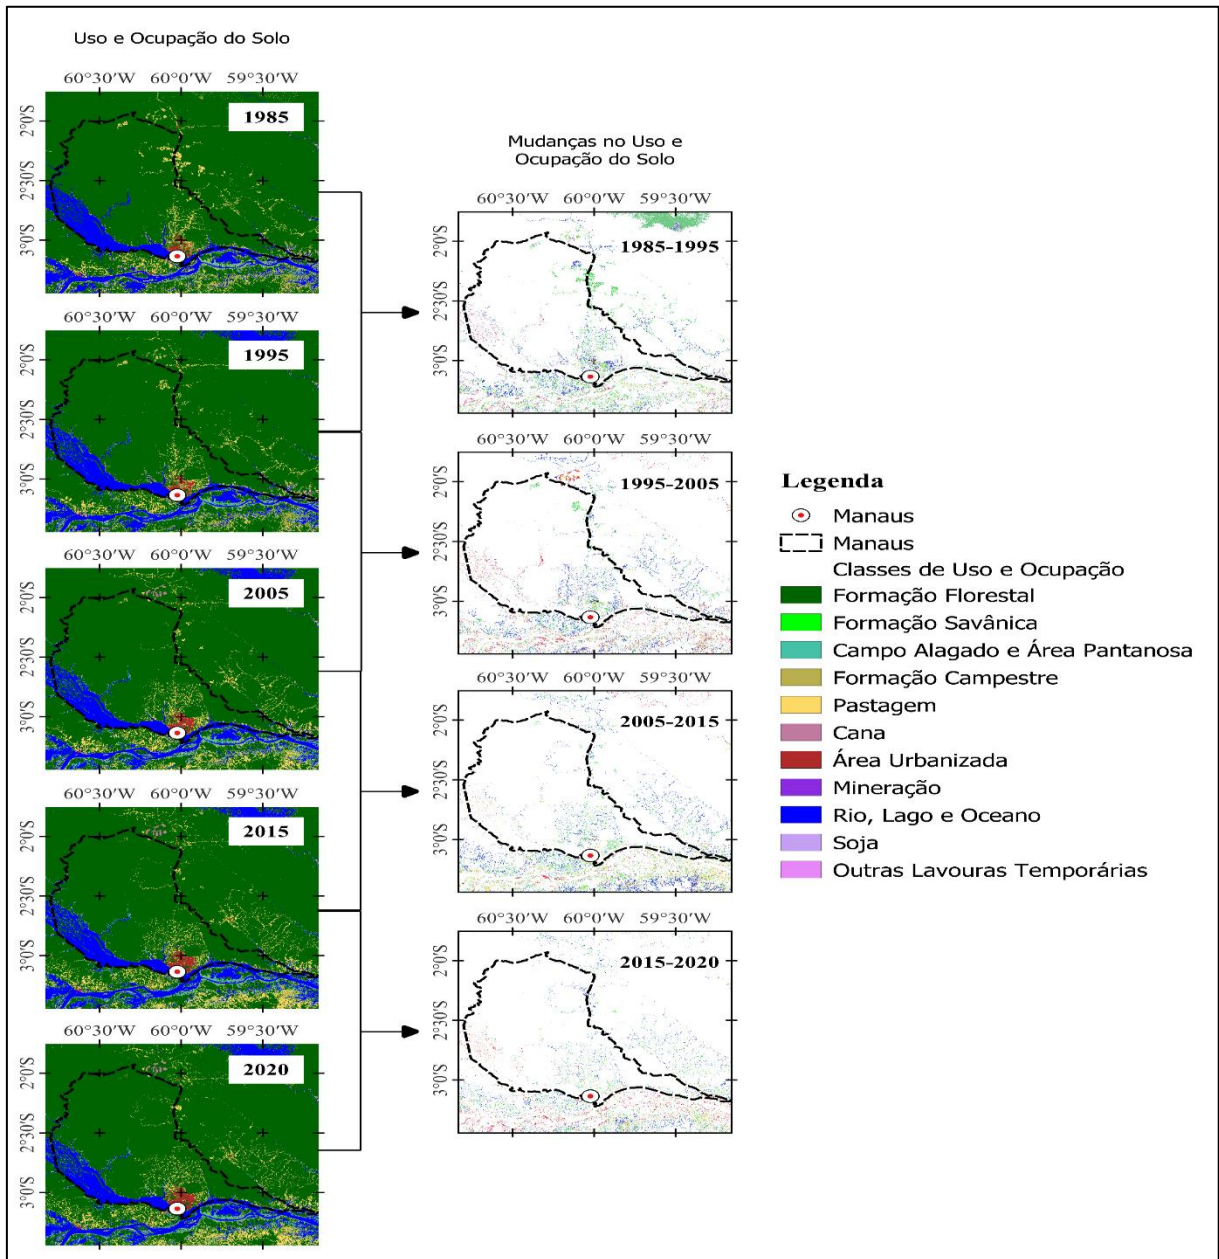 Uso e Ocupação do Solo
60°30'W 60°0'W 59°30'W
1985
2°0'S
2°30'S
3°0'S
60°30'W 60°0'W 59°30'W
1995
2°0'S
2°30'S
3°0'S
60°30'W 60°0'W 59°30'W
2005
2°0'S
2°30'S
3°0'S
60°30'W 60°0'W 59°30'W
2015
2°0'S
2°30'S
3°0'S
60°30'W 60°0'W 59°30'W
2020
2°0'S
2°30'S
3°0'S
Mudanças no Uso e
Ocupação do Solo
60°30'W 60°0'W 59°30'W
1985-1995
2°0'S
2°30'S
3°0'S
60°30'W 60°0'W 59°30'W
1995-2005
2°0'S
2°30'S
3°0'S
60°30'W 60°0'W 59°30'W
2005-2015
2°0'S
2°30'S
3°0'S
60°30'W 60°0'W 59°30'W
2015-2020
2°0'S
2°30'S
3°0'S
Legenda
Manaus
Manaus
Classes de Uso e Ocupação
Formação Florestal
Formação Savânica
Campo Alagado e Área Pantanosa
Formação Campestre
Pastagem
Cana
Área Urbanizada
Mineração
Rio, Lago e Oceano
Soja
Outras Lavouras Temporárias